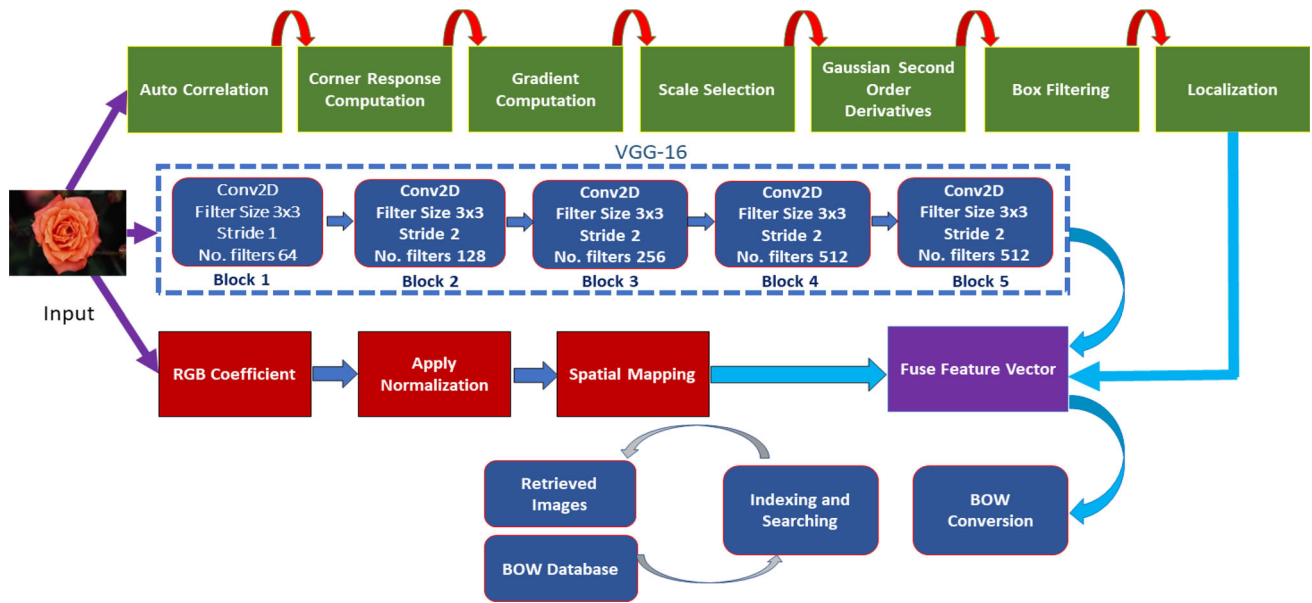 Auto Correlation
Corner Response
Computation
Gradient
Computation
Scale Selection
Gaussian Second
Order
Derivatives
Box Filtering
Localization
VGG-16
Conv2D
Filter Size 3x3
Stride 1
No. filters 64
Block 1
Conv2D
Filter Size 3x3
Stride 2
No. filters 128
Block 2
Conv2D
Filter Size 3x3
Stride 2
No. filters 256
Block 3
Conv2D
Filter Size 3x3
Stride 2
No. filters 512
Block 4
Conv2D
Filter Size 3x3
Stride 2
No. filters 512
Block 5
Input
RGB Coefficient
Apply
Normalization
Spatial Mapping
Fuse Feature Vector
Retrieved
Images
Indexing and
Searching
BOW
Conversion
BOW Database